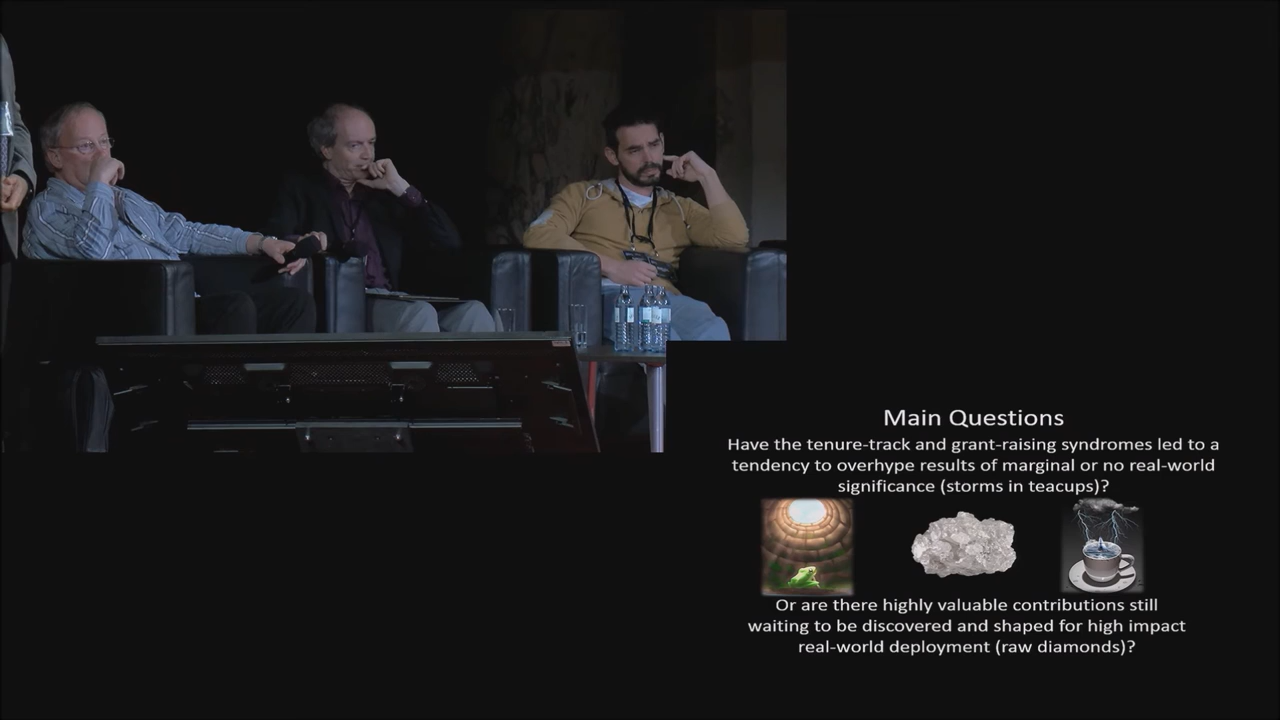 Main Questions
Have the tenure-track and grant-raising syndromes led to a
tendency to overhype results of marginal or no real-world
significance (storms in teacups)?
Or are there highly valuable contributions still
waiting to be discovered and shaped for high impact
real-world deployment (raw diamonds)?